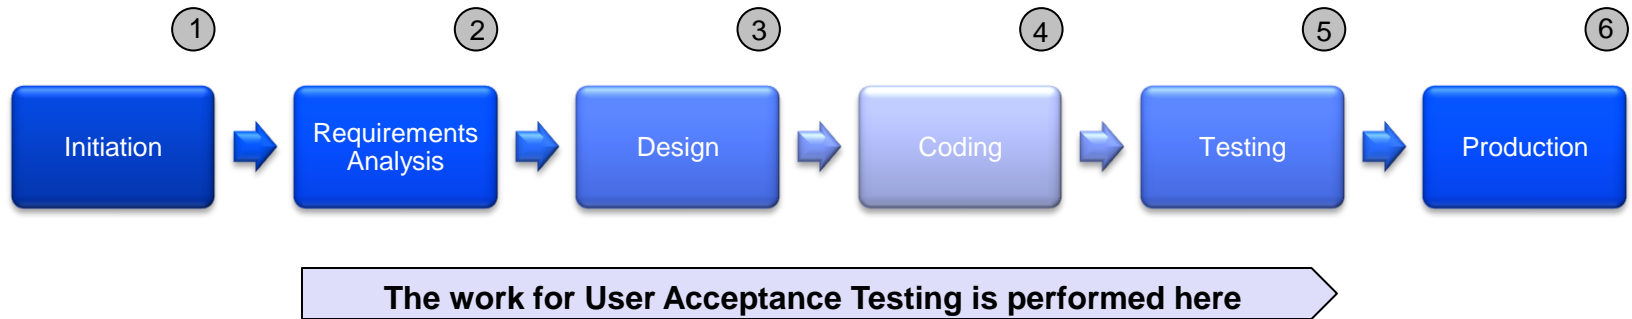 1
2
3
4
5
6
Initiation
Requirements
Analysis
Design
Coding
Testing
Production
The work for User Acceptance Testing is performed here